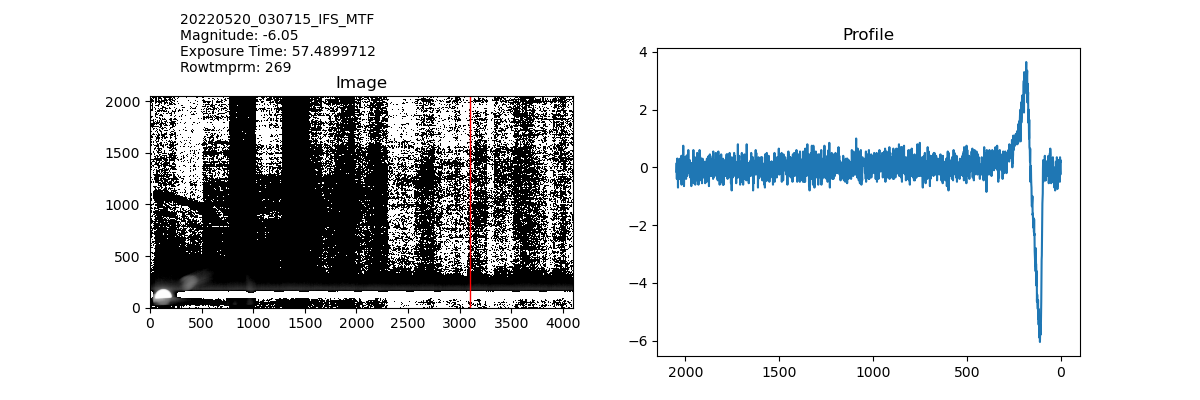 20220520_030715_IFS_MTF
Magnitude: -6.05
Exposure Time: 57.4899712
Rowtmprm: 269
Image
2000
1500
1000
500
0
0 500 1000 1500 2000 2500 3000 3500 4000
Profile
4
2
0
−2
−4
−6
2000 1500 1000 500 0